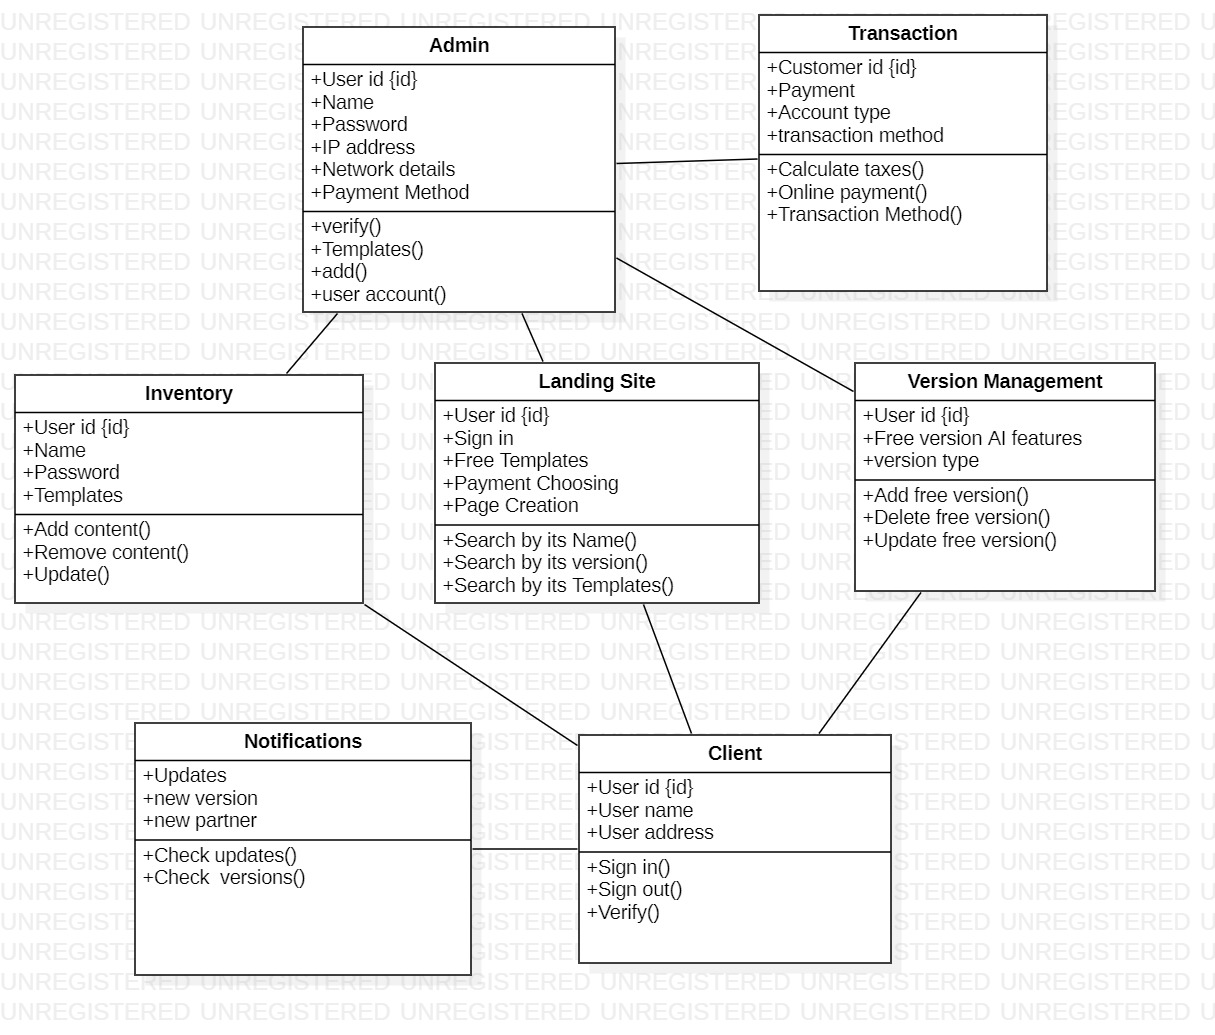 Admin
+User id {id}
+Name
+Password
+IP address
+Network details
+Payment Method
+verify()
+Templates()
+add()
+user account()
Transaction
+Customer id {id}
+Payment
+Account type
+transaction method
+Calculate taxes()
+Online payment()
+Transaction Method()
Inventory
+User id {id}
+Name
+Password
+Templates
+Add content()
+Remove content()
+Update()
Landing Site
+User id {id}
+Sign in
+Free Templates
+Payment Choosing
+Page Creation
+Search by its Name()
+Search by its version()
+Search by its Templates()
Version Management
+User id {id}
+Free version AI features
+version type
+Add free version()
+Delete free version()
+Update free version()
Notifications
+Updates
+new version
+new partner
+Check updates()
+Check  versions()
Client
+User id {id}
+User name
+User address
+Sign in()
+Sign out()
+Verify()
UNREGISTERED